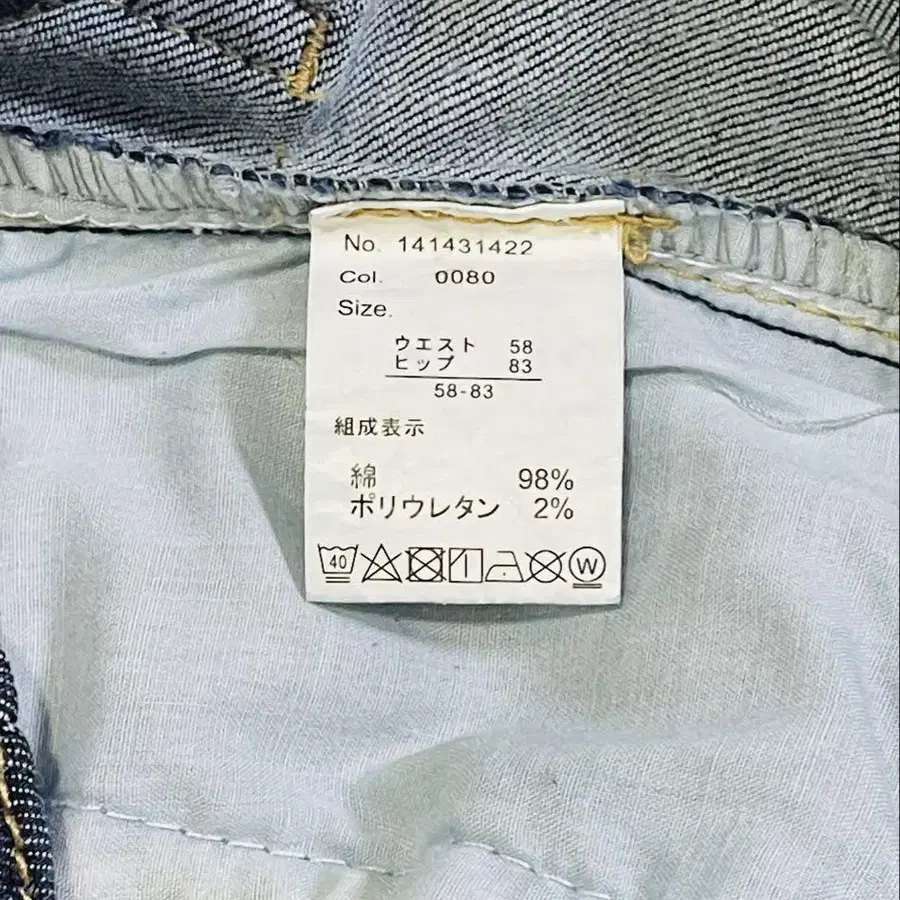 No. 141431422
Col. 0080
Size.
ウエスト 58
ヒップ 83
58-83
組成表示
綿 98%
ポリウレタン 2%
40 W